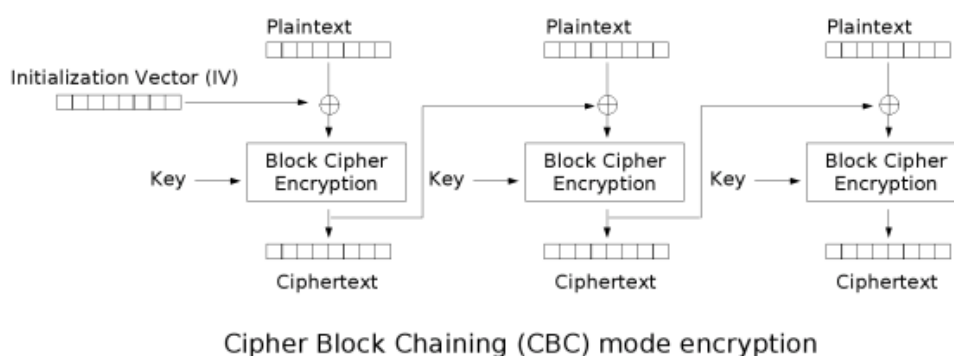 Plaintext
Plaintext
Plaintext
Initialization Vector (IV)
Key
Block Cipher
Encryption
Key
Block Cipher
Encryption
Key
Block Cipher
Encryption
Ciphertext
Ciphertext
Ciphertext
Cipher Block Chaining (CBC) mode encryption